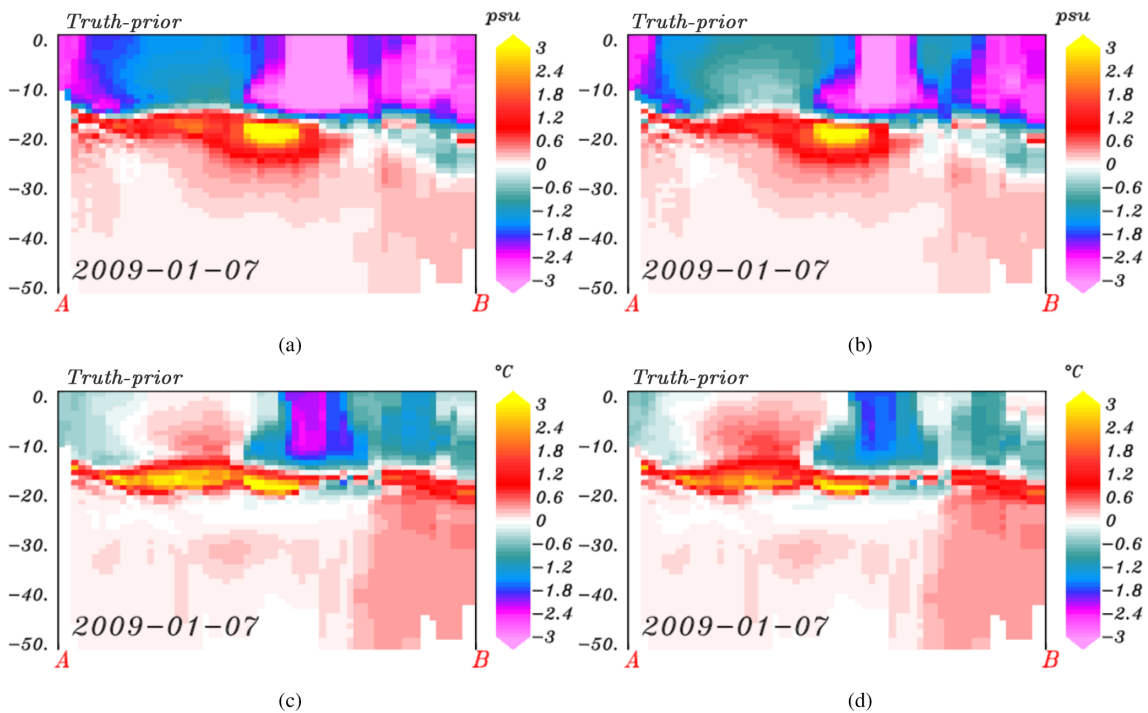 Truth-prior psu Truth-prior psu
0. 3 0. 3
2.4 2.4
-10. 1.8 -10. 1.8
1.2 1.2
-20. 0.6 -20. 0.6
0 0
-30. -0.6 -30. -0.6
-1.2 -1.2
-40. -1.8 -40. -1.8
2009-01-07 -2.4 2009-01-07 -2.4
-50. -3 -50. -3
A B A B
(a) (b)
Truth-prior °C Truth-prior °C
0. 3 0. 3
2.4 2.4
-10. 1.8 -10. 1.8
1.2 1.2
-20. 0.6 -20. 0.6
0 0
-30. -0.6 -30. -0.6
-1.2 -1.2
-40. -1.8 -40. -1.8
2009-01-07 -2.4 2009-01-07 -2.4
-50. -3 -50. -3
A B A B
(c) (d)